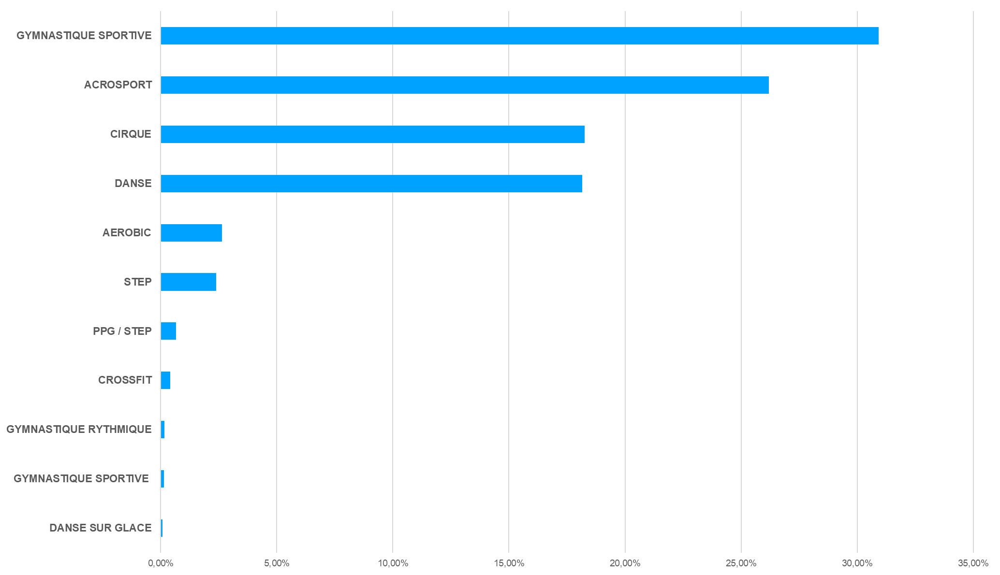 GYMNASTIQUE SPORTIVE
ACROSPORT
CIRQUE
DANSE
AEROBIC
STEP
PPG / STEP
CROSSFIT
GYMNASTIQUE RYTHMIQUE
GYMNASTIQUE SPORTIVE
DANSE SUR GLACE
0,00% 5,00% 10,00% 15,00% 20,00% 25,00% 30,00% 35,00%